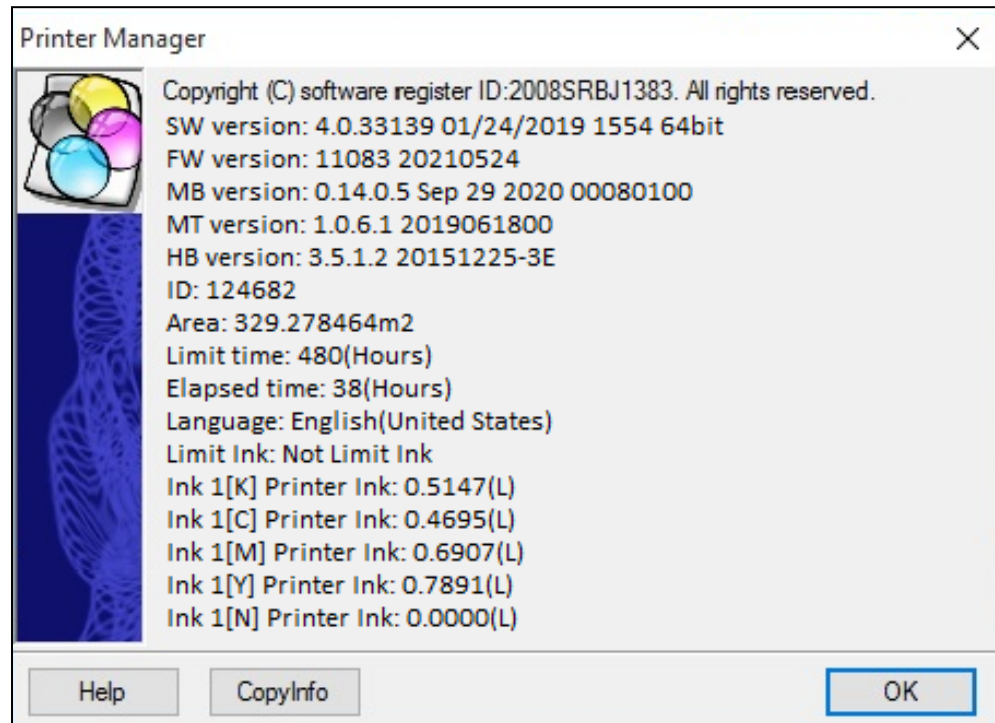 Printer Manager
Copyright (C) software register ID:2008SRBJ1383. All rights reserved.
SW version: 4.0.33139 01/24/2019 1554 64bit
FW version: 11083 20210524
MB version: 0.14.0.5 Sep 29 2020 00080100
MT version: 1.0.6.1 2019061800
HB version: 3.5.1.2 20151225-3E
ID: 124682
Area: 329.278464m2
Limit time: 480(Hours)
Elapsed time: 38(Hours)
Language: English(United States)
Limit Ink: Not Limit Ink
Ink 1[K] Printer Ink: 0.5147(L)
Ink 1[C] Printer Ink: 0.4695(L)
Ink 1[M] Printer Ink: 0.6907(L)
Ink 1[Y] Printer Ink: 0.7891(L)
Ink 1[N] Printer Ink: 0.0000(L)
Help CopyInfo OK